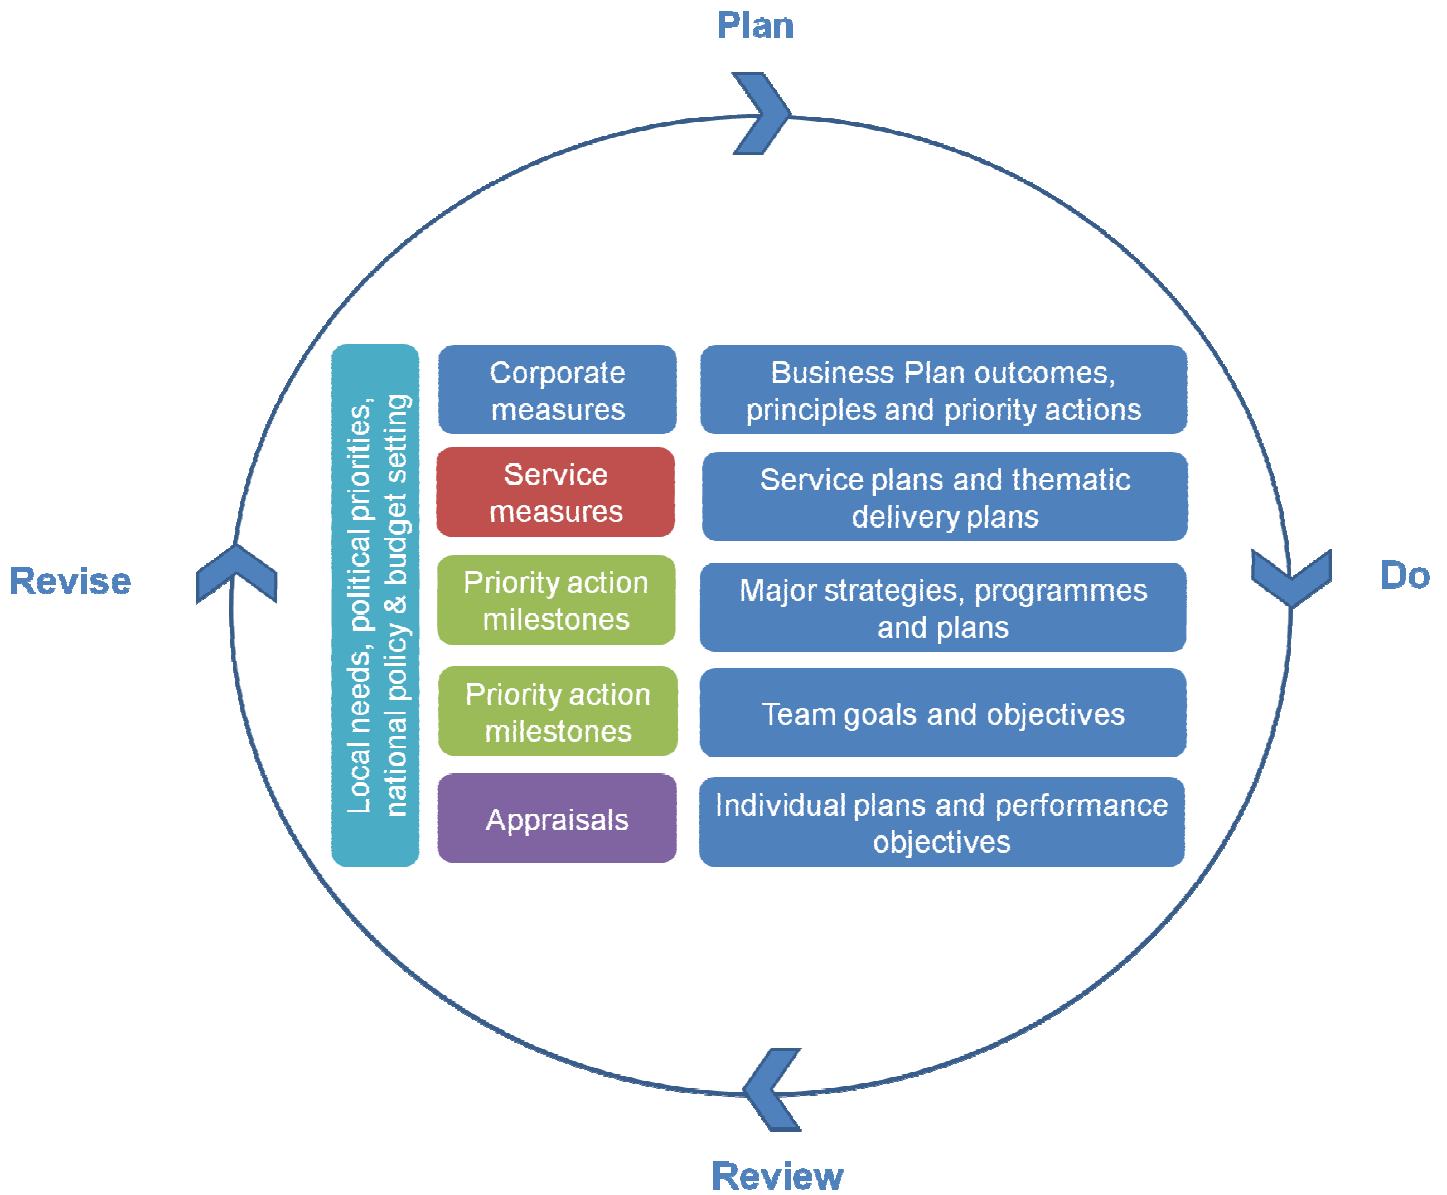 Plan
Corporate
measures
Business Plan outcomes,
principles and priority actions
Service
measures
Service plans and thematic
delivery plans
Local needs, political priorities,
national policy & budget setting
Revise
Priority action
milestones
Major strategies, programmes
and plans
Do
Priority action
milestones
Team goals and objectives
Appraisals
Individual plans and performance
objectives
Review